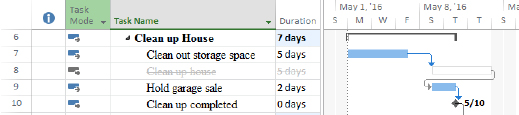 Task Mode Task Name Duration May 1, '16 May 8, '16 Ma
S T M F T S W S T M
6 Clean up House 7 days
7 Clean out storage space 5 days
8 Clean up house 5 days
9 Hold garage sale 2 days
10 Clean up completed 0 days 5/10